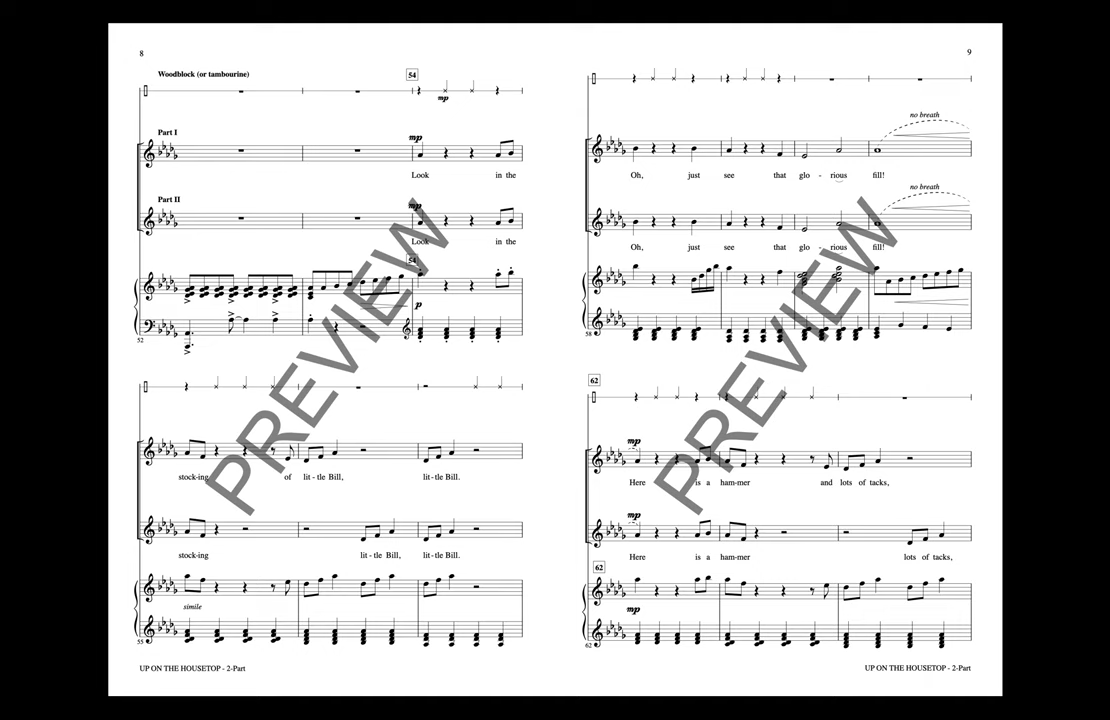 8
Woodblock (or tambourine)
54
mp
Part I
mp
Look in the
Part II
mp
Look in the
54
p
52
stock-ing of lit - tle Bill, lit - tle Bill.
stock-ing lit - tle Bill, lit - tle Bill.
simile
55
UP ON THE HOUSETOP - 2-Part
9
no breath
Oh, just see that glo - rious fill!
no breath
Oh, just see that glo - rious fill!
58
62
mp
Here is a ham-mer and lots of tacks,
mp
Here is a ham-mer lots of tacks,
62
mp
62
UP ON THE HOUSETOP - 2-Part
PREVIEW
PREVIEW